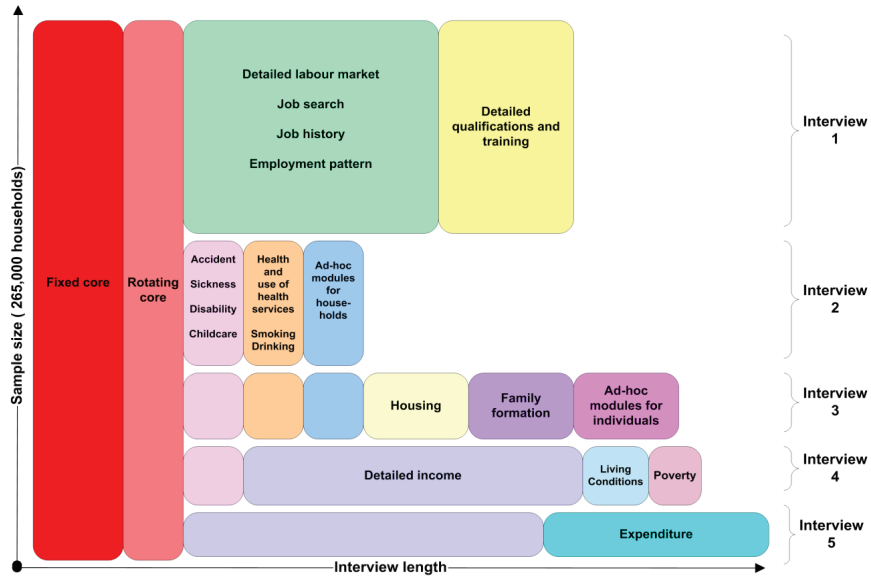 Sample size ( 265,000 households)
Fixed core
Rotating
core
Detailed labour market
Job search
Job history
Employment pattern
Detailed
qualifications and
training
Interview
1
Accident
Sickness
Disability
Childcare
Health
and
use of
health
services
Smoking
Drinking
Ad-hoc
modules
for
house-
holds
Interview
2
Housing
Family
formation
Ad-hoc
modules for
individuals
Interview
3
Detailed income
Living
Conditions
Poverty
Interview
4
Expenditure
Interview
5
Interview length